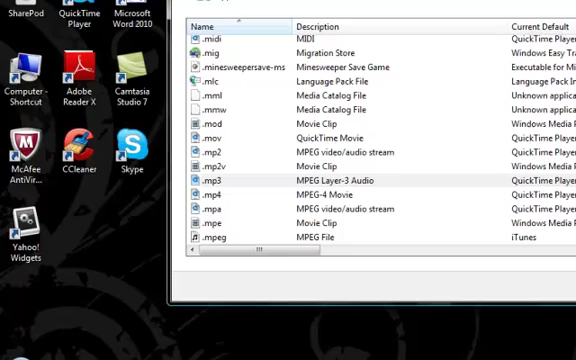 SharePod
QuickTime
Player
Microsoft
Word 2010
Computer -
Shortcut
Adobe
Reader X
Camtasia
Studio 7
McAfee
AntiVir...
CCleaner
Skype
Yahoo!
Widgets
Name Description Current Default
.midi MIDI QuickTime Player
.mig Migration Store Windows Easy Tra
.minesweepersave-ms Minesweeper Save Game Executable for Mi
.mlc Language Pack File Language Pack
.mml Media Catalog File Unknown applica
.mmw Media Catalog File Unknown applica
.mod Movie Clip Windows Media P
.mov QuickTime Movie QuickTime Player
.mp2 MPEG video/audio stream QuickTime Player
.mp2v Movie Clip Windows Media P
.mp3 MPEG Layer-3 Audio QuickTime Player
.mp4 MPEG-4 Movie QuickTime Player
.mpa MPEG video/audio stream QuickTime Player
.mpe Movie Clip Windows Media P
.mpeg MPEG File iTunes